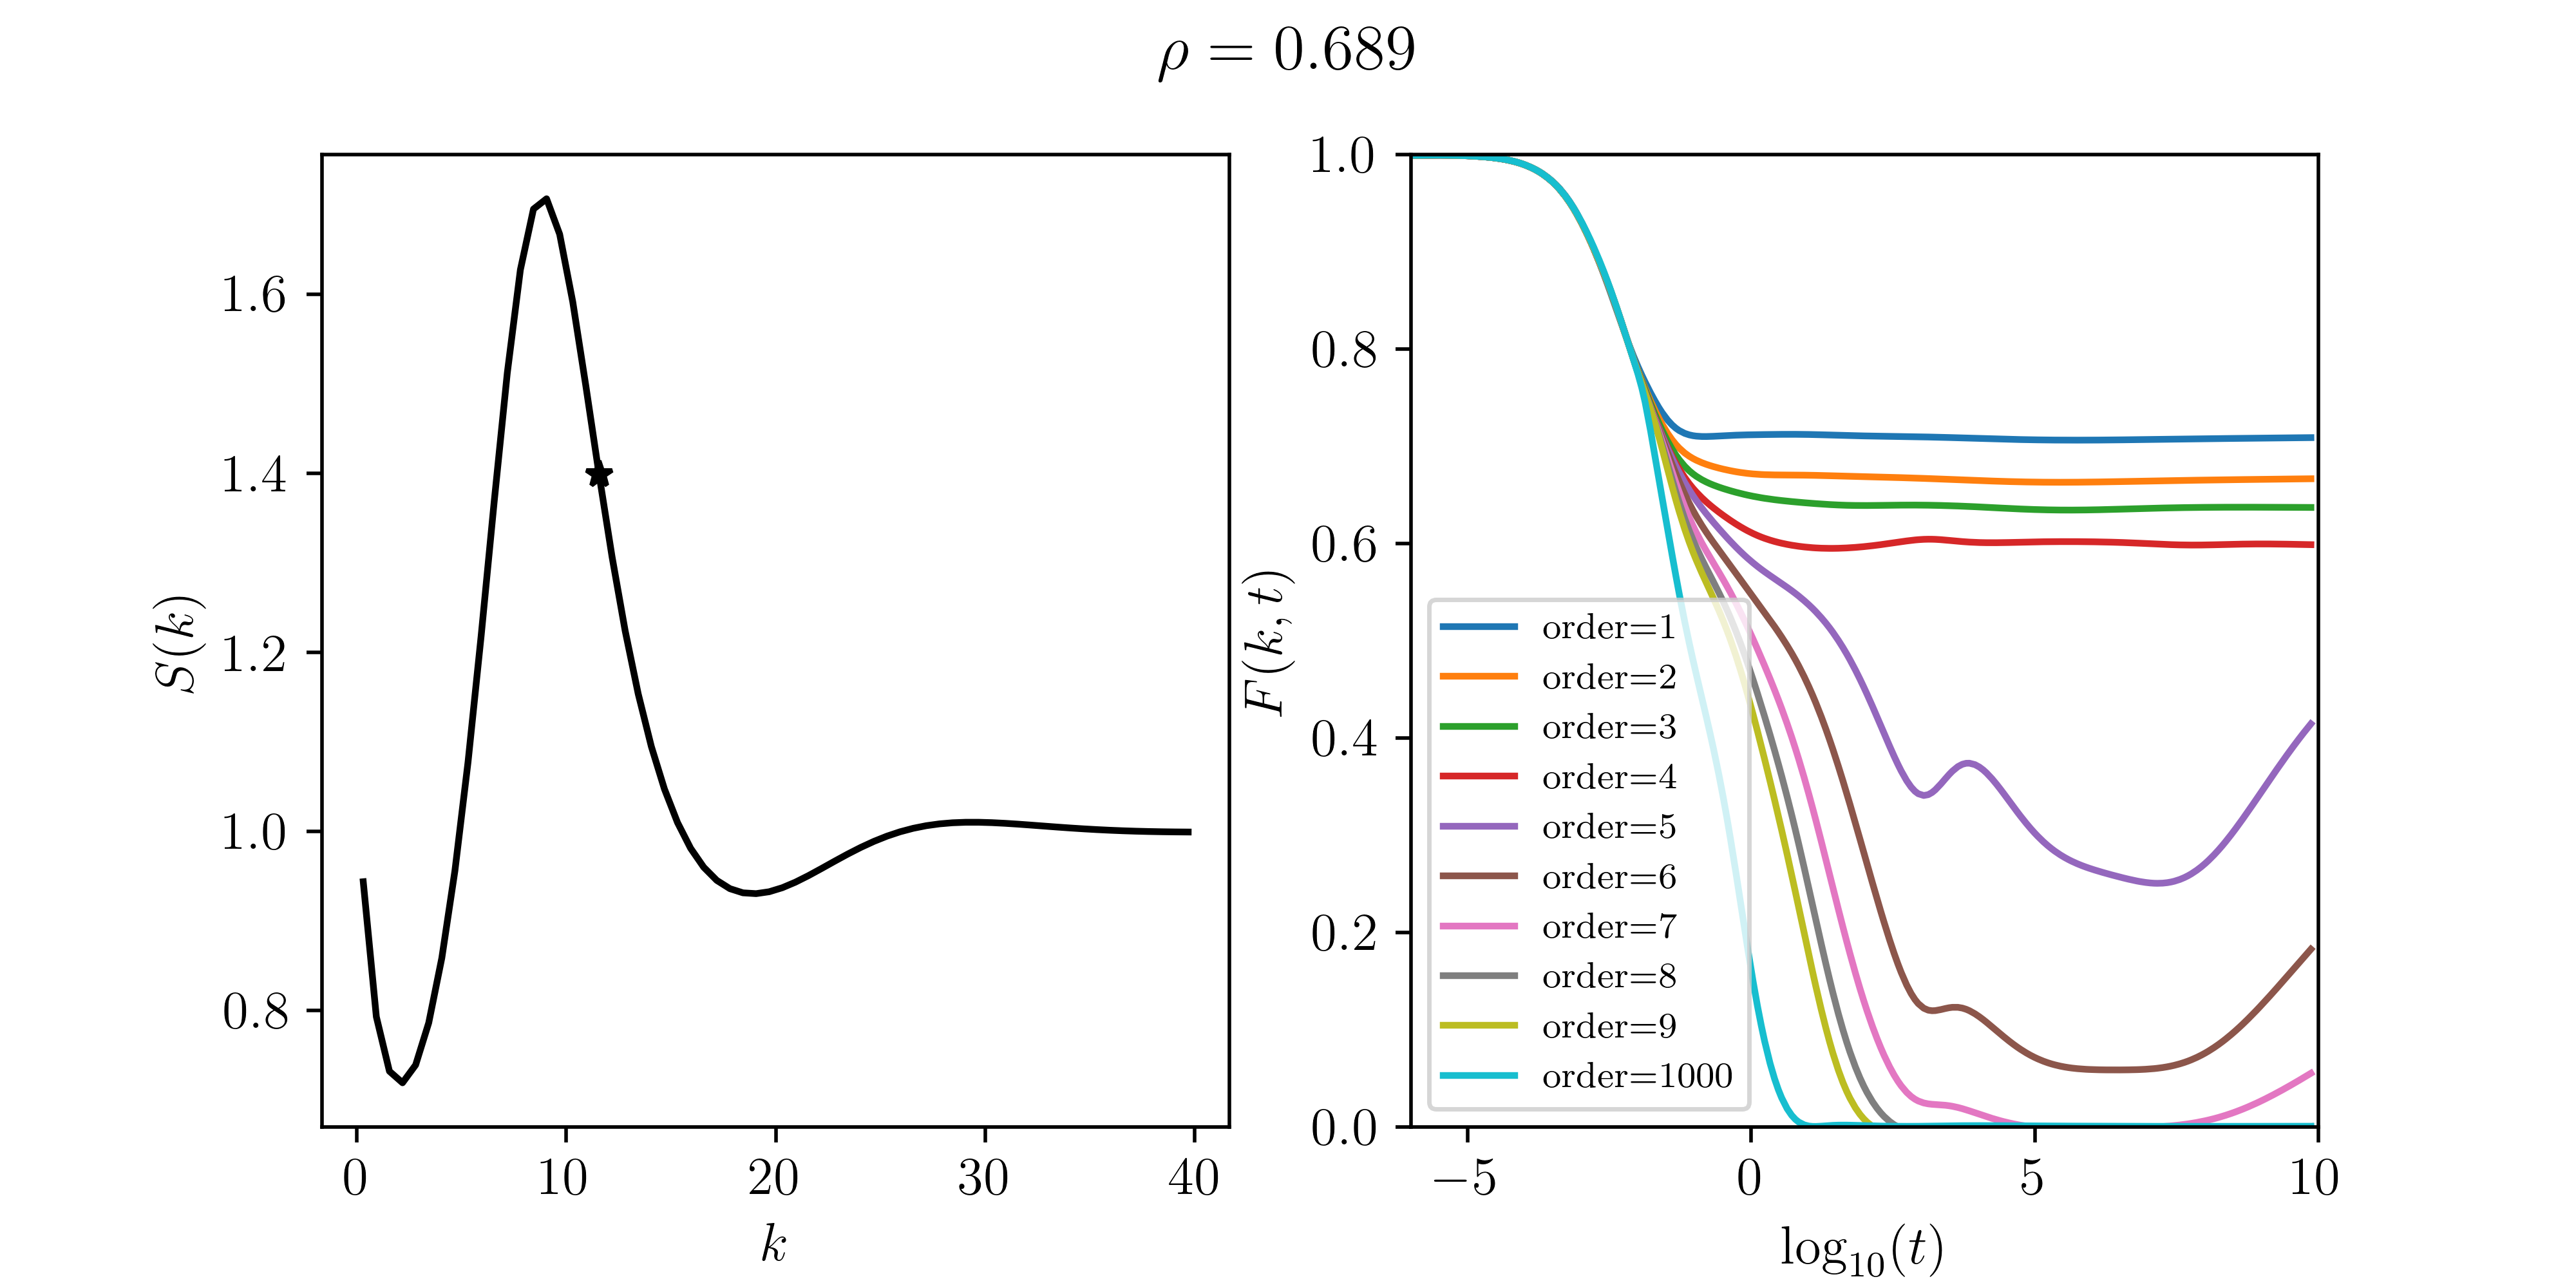 ρ = 0.689
S(k)
1.6
1.4
1.2
1.0
0.8
0
10
20
30
40
k
F(k, t)
1.0
0.8
0.6
0.4
0.2
0.0
order=1
order=2
order=3
order=4
order=5
order=6
order=7
order=8
order=9
order=1000
−5
0
5
10
log₁₀(t)